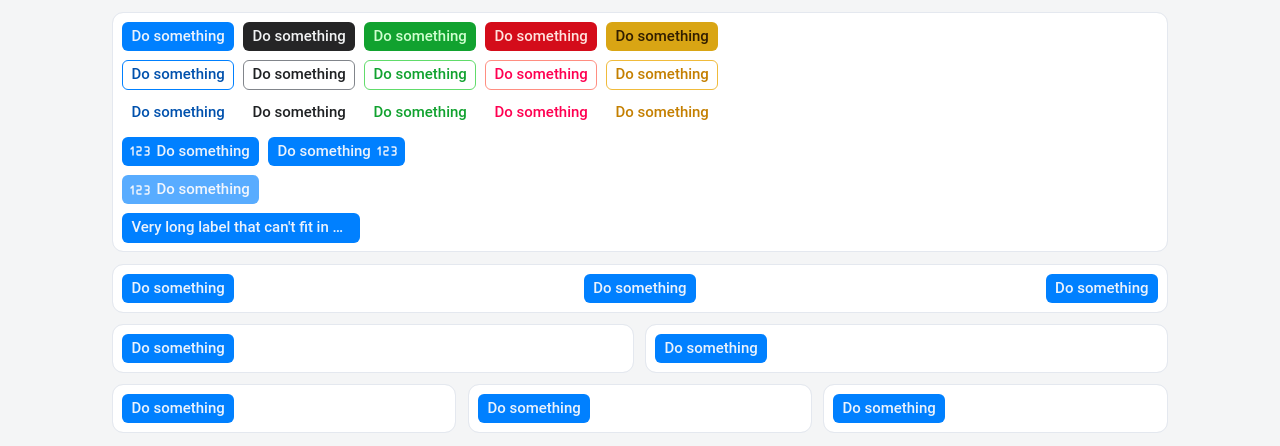 Do something Do something Do something Do something Do something
Do something Do something Do something Do something Do something
Do something Do something Do something Do something Do something
123 Do something Do something 123
123 Do something
Very long label that can't fit in ...
Do something Do something Do something
Do something Do something
Do something Do something Do something